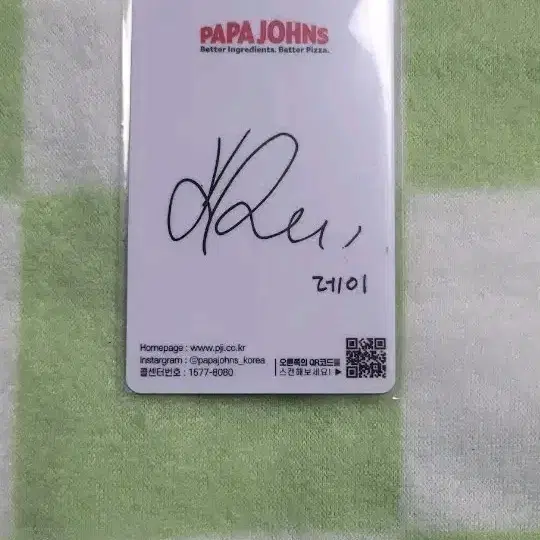 PAPA JOHNS
Better Ingredients. Better Pizza.
레이
Homepage : www.pji.co.kr
Instargram : @papajohns_korea
콜센터번호 : 1577-8080
오른쪽의 QR코드를
스캔해보세요! ▶